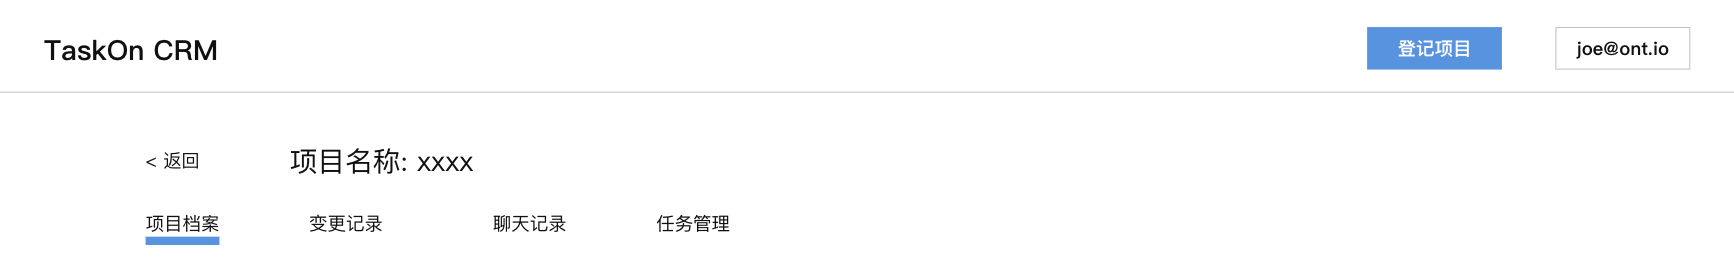 TaskOn CRM 登记项目 joe@ont.io
< 返回 项目名称: xxxx
项目档案 变更记录 聊天记录 任务管理